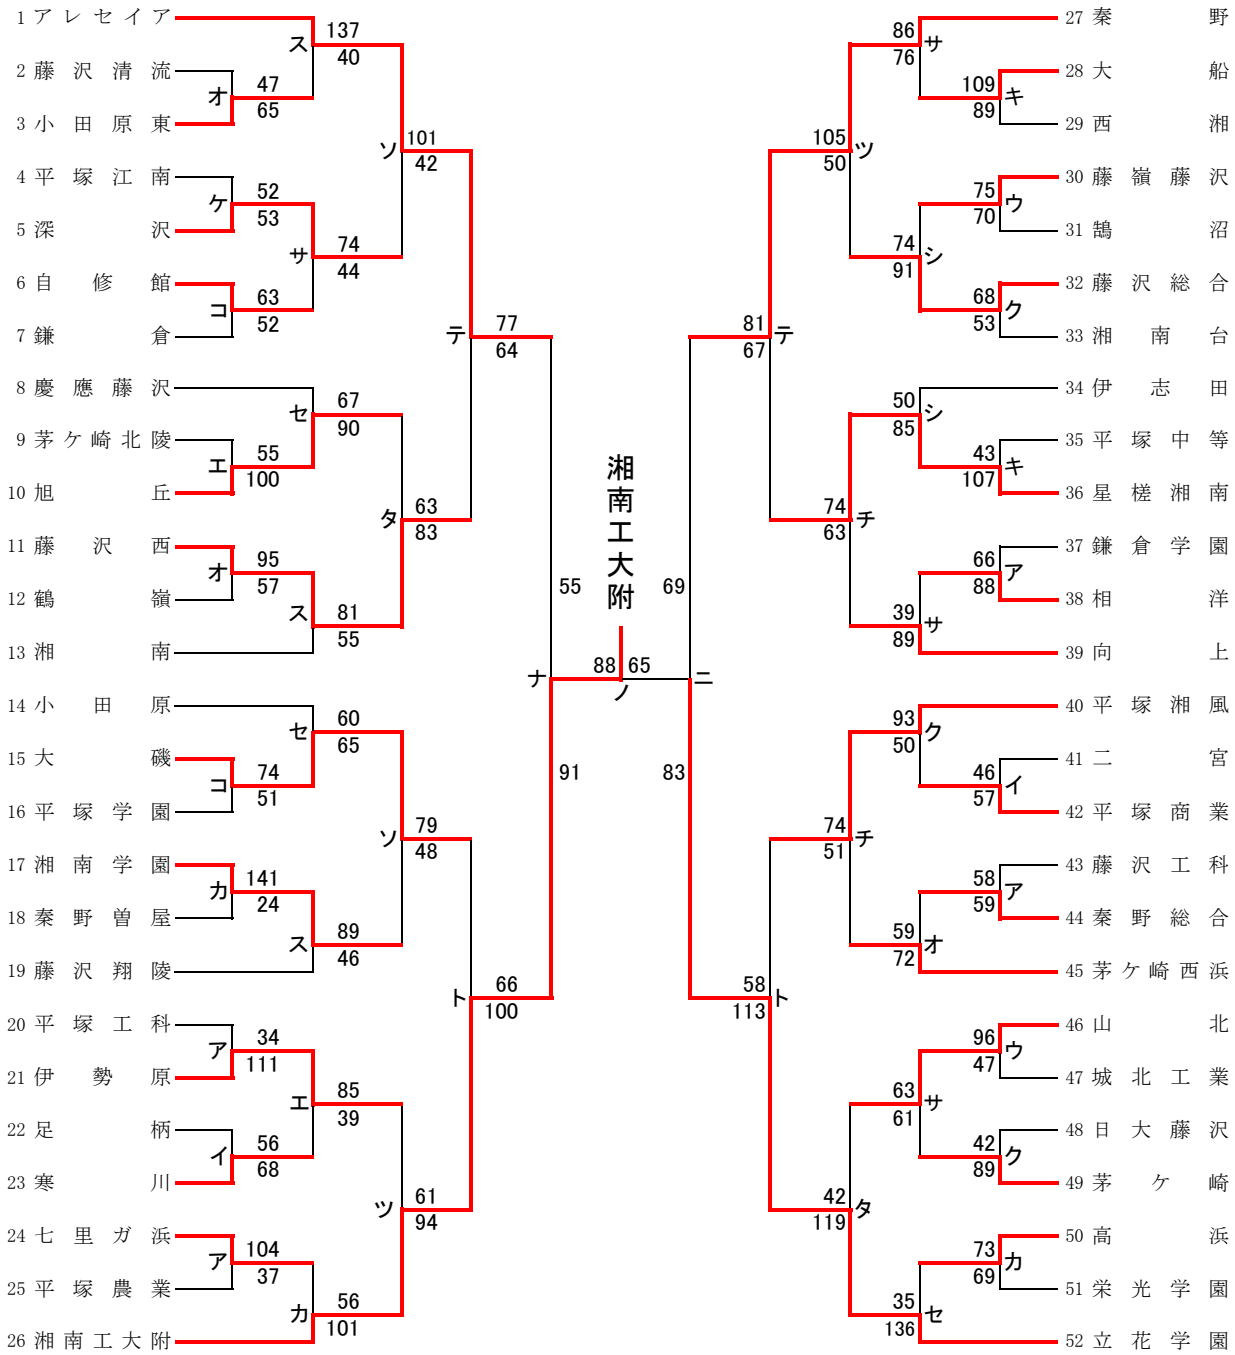 1 アレセイア
2 藤沢清流
3 小田原東
4 平塚江南
5 深沢
6 自修館
7 鎌倉
8 慶應藤沢
9 茅ケ崎北陵
10 旭丘
11 藤沢西
12 鶴嶺
13 湘南
14 小田原
15 大磯
16 平塚学園
17 湘南学園
18 秦野曽屋
19 藤沢翔陵
20 平塚工科
21 伊勢原
22 足柄
23 寒川
24 七里ガ浜
25 平塚農業
26 湘南工大附
オ 47 65
ケ 52 53
コ 63 52
エ 55 100
オ 95 57
コ 74 51
カ 141 24
ア 34 111
イ 56 68
ア 104 37
ス 137 40
サ 74 44
セ 67 90
ス 81 55
セ 60 65
ス 89 46
エ 85 39
カ 56 101
ソ 101 42
タ 63 83
ソ 79 48
ツ 61 94
テ 77 64
ト 66 100
55
ナ
91
湘南工大附
88 65
ノ
69
ニ
83
81 67 テ
58 113 ト
105 50 ツ
74 63 チ
74 51 チ
42 119 タ
86 76 サ
74 91 シ
50 85 シ
39 89 サ
93 50 ク
59 72 オ
63 61 サ
35 136 セ
109 89 キ
75 70 ウ
68 53 ク
43 107 キ
66 88 ア
46 57 イ
58 59 ア
96 47 ウ
42 89 ク
73 69 カ
27 秦野
28 大船
29 西湘
30 藤嶺藤沢
31 鵠沼
32 藤沢総合
33 湘南台
34 伊志田
35 平塚中等
36 星槎湘南
37 鎌倉学園
38 相洋
39 向上
40 平塚湘風
41 二宮
42 平塚商業
43 藤沢工科
44 秦野総合
45 茅ケ崎西浜
46 山北
47 城北工業
48 日大藤沢
49 茅ケ崎
50 高浜
51 栄光学園
52 立花学園